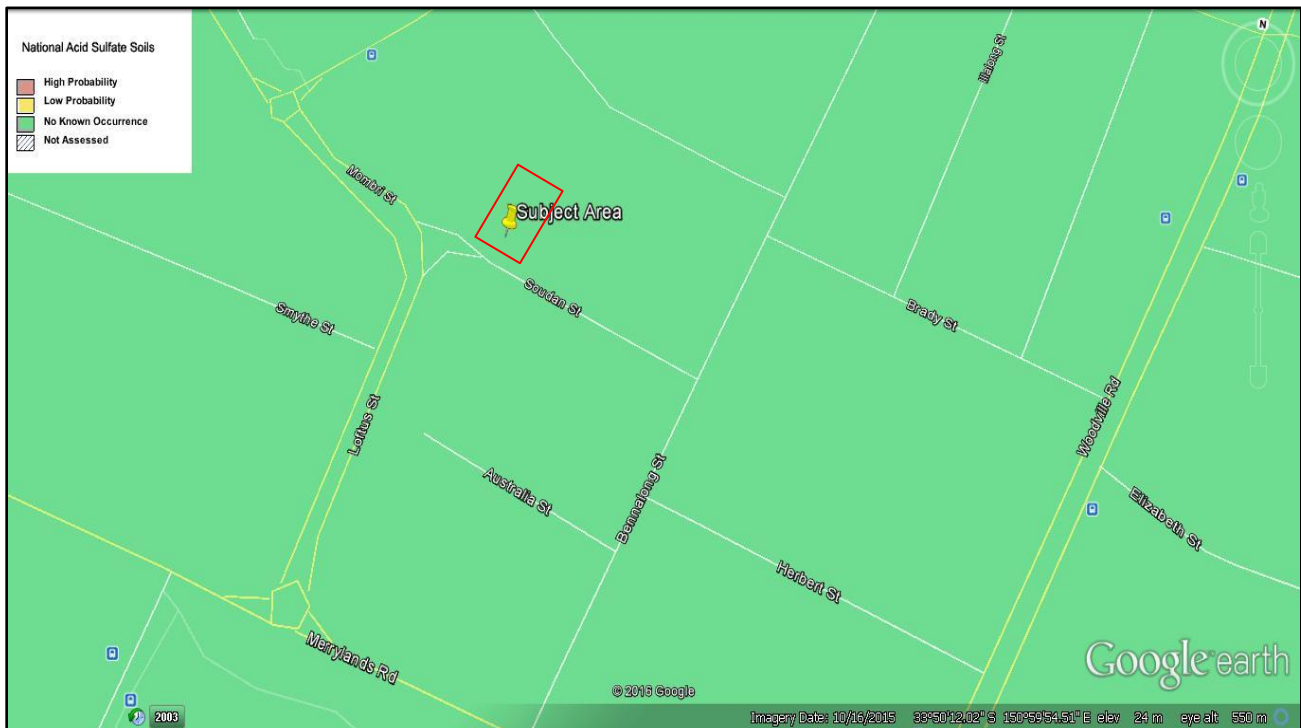 National Acid Sulfate Soils
High Probability
Low Probability
No Known Occurrence
Not Assessed
N
Illalong St
Mombri St
Subject Area
Soudan St
Smythe St
Brady St
Loftus St
Woodville Rd
Australia St
Bennalong St
Elizabeth St
Herbert St
Merrylands Rd
Google earth
© 2016 Google
2003
Imagery Date: 10/16/2015 33°50'12.02" S 150°59'54.51" E elev 24 m eye alt 550 m